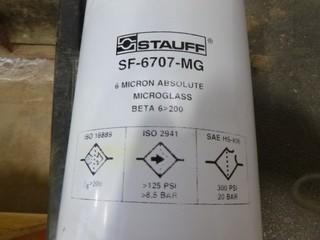 STAUFF
SF-6707-MG
6 MICRON ABSOLUTE
MICROGLASS
BETA 6>200
ISO 16889
ISO 2941
SAE HS-806
>200
>125 PSI
>8,5 BAR
300 PSI
20 BAR